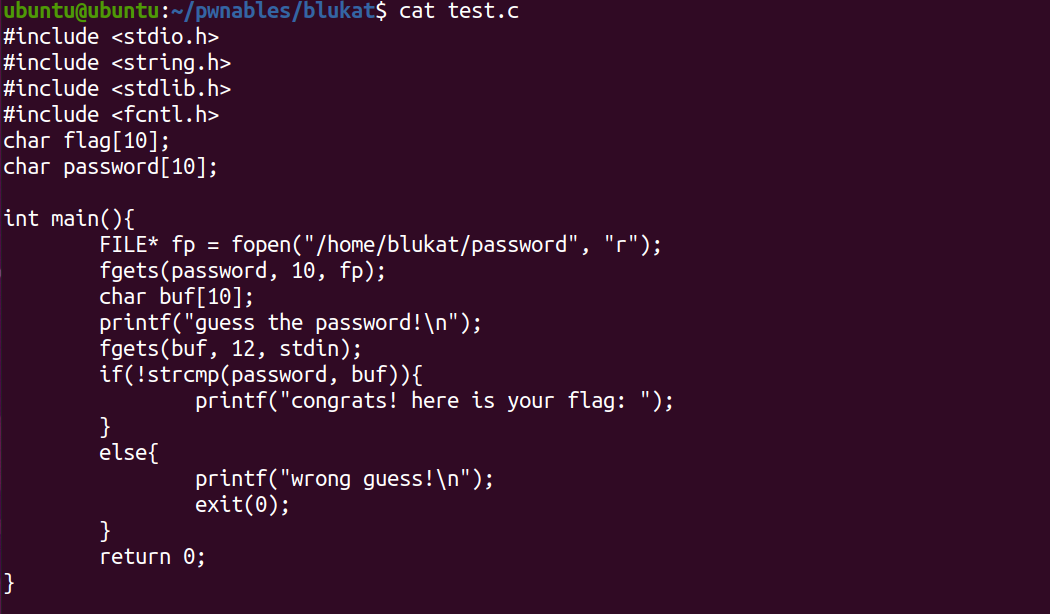 ubuntu@ubuntu:~/pwnables/blukat$ cat test.c
#include <stdio.h>
#include <string.h>
#include <stdlib.h>
#include <fcntl.h>
char flag[10];
char password[10];

int main(){
        FILE* fp = fopen("/home/blukat/password", "r");
        fgets(password, 10, fp);
        char buf[10];
        printf("guess the password!\n");
        fgets(buf, 12, stdin);
        if(!strcmp(password, buf)){
                printf("congrats! here is your flag: ");
        }
        else{
                printf("wrong guess!\n");
                exit(0);
        }
        return 0;
}